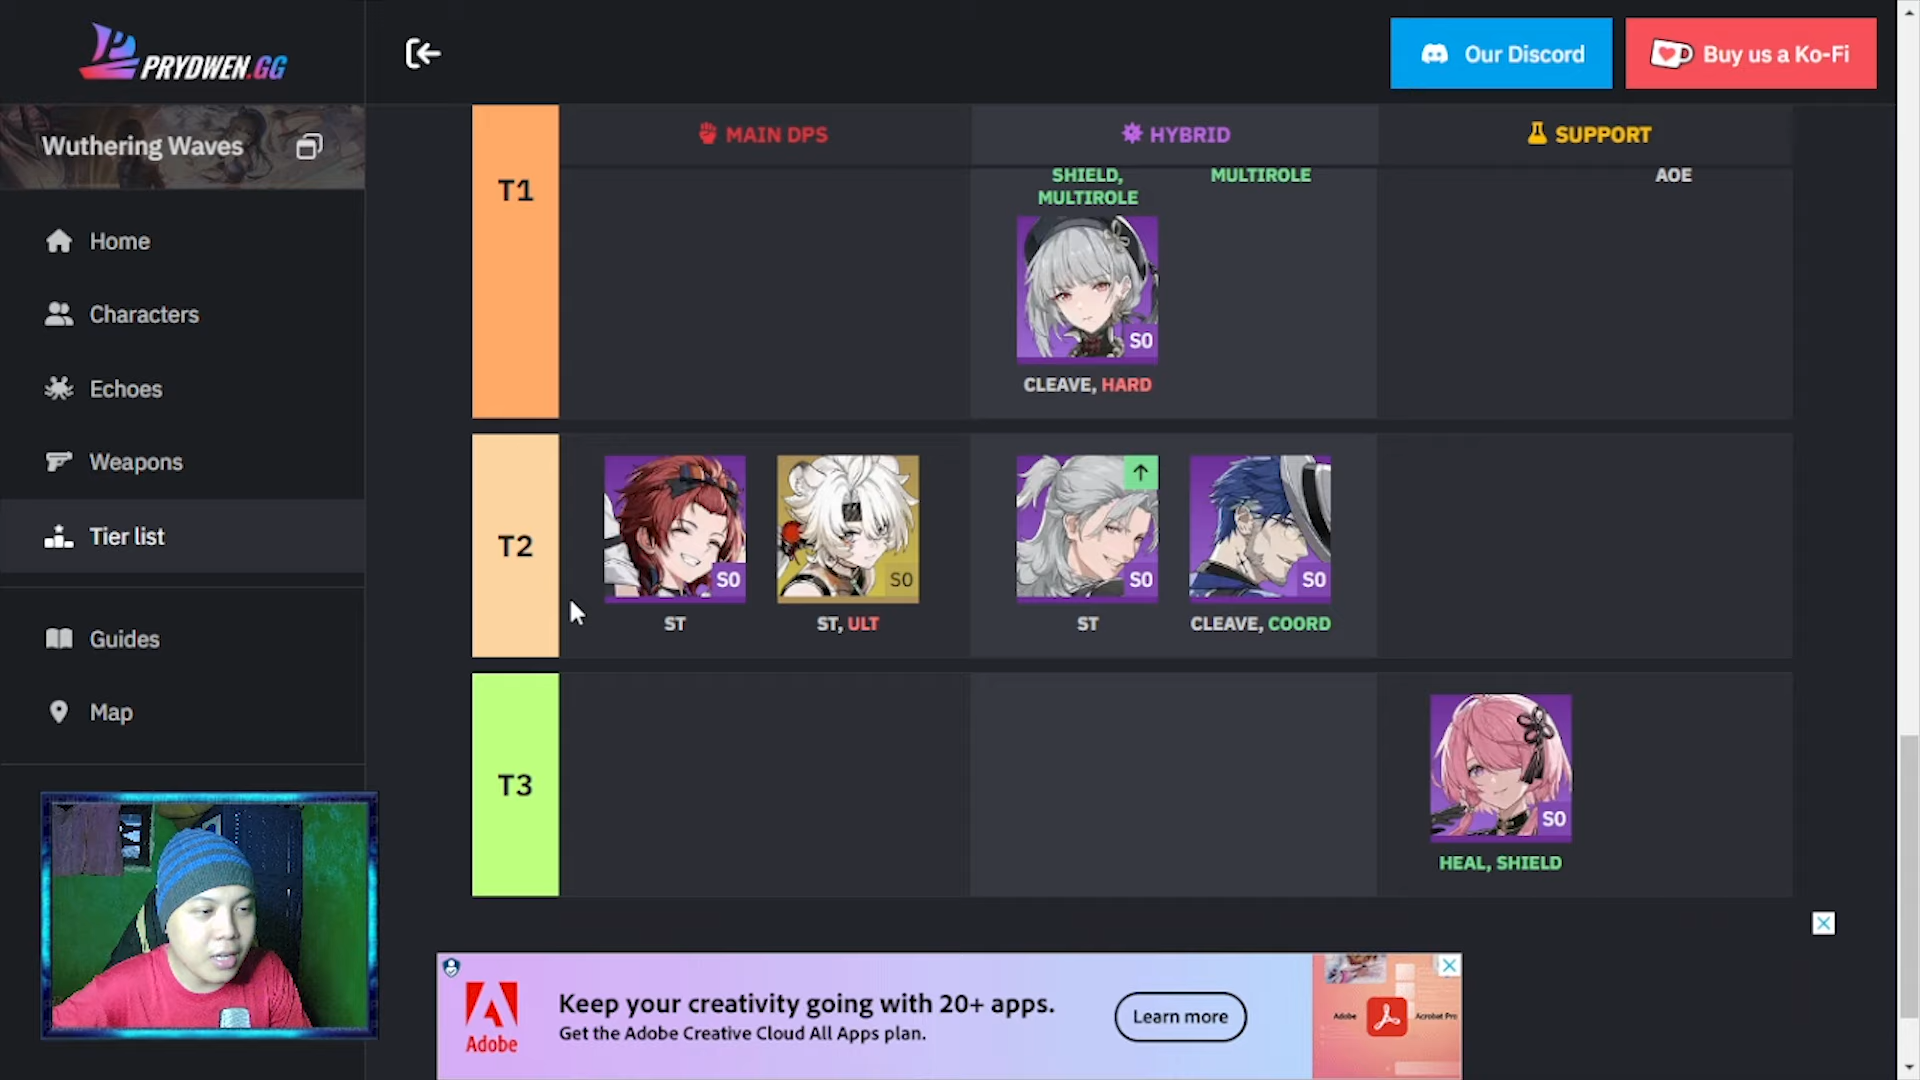 PRYDWEN.GG
Our Discord
Buy us a Ko-Fi
Wuthering Waves
Home
Characters
Echoes
Weapons
Tier list
Guides
Map
MAIN DPS
HYBRID
SUPPORT
T1
SHIELD,
MULTIROLE
MULTIROLE
AOE
S0
CLEAVE, HARD
T2
S0
S0
S0
S0
ST
ST, ULT
ST
CLEAVE, COORD
T3
S0
HEAL, SHIELD
Adobe
Keep your creativity going with 20+ apps.
Get the Adobe Creative Cloud All Apps plan.
Learn more
Adobe
Acrobat Pro